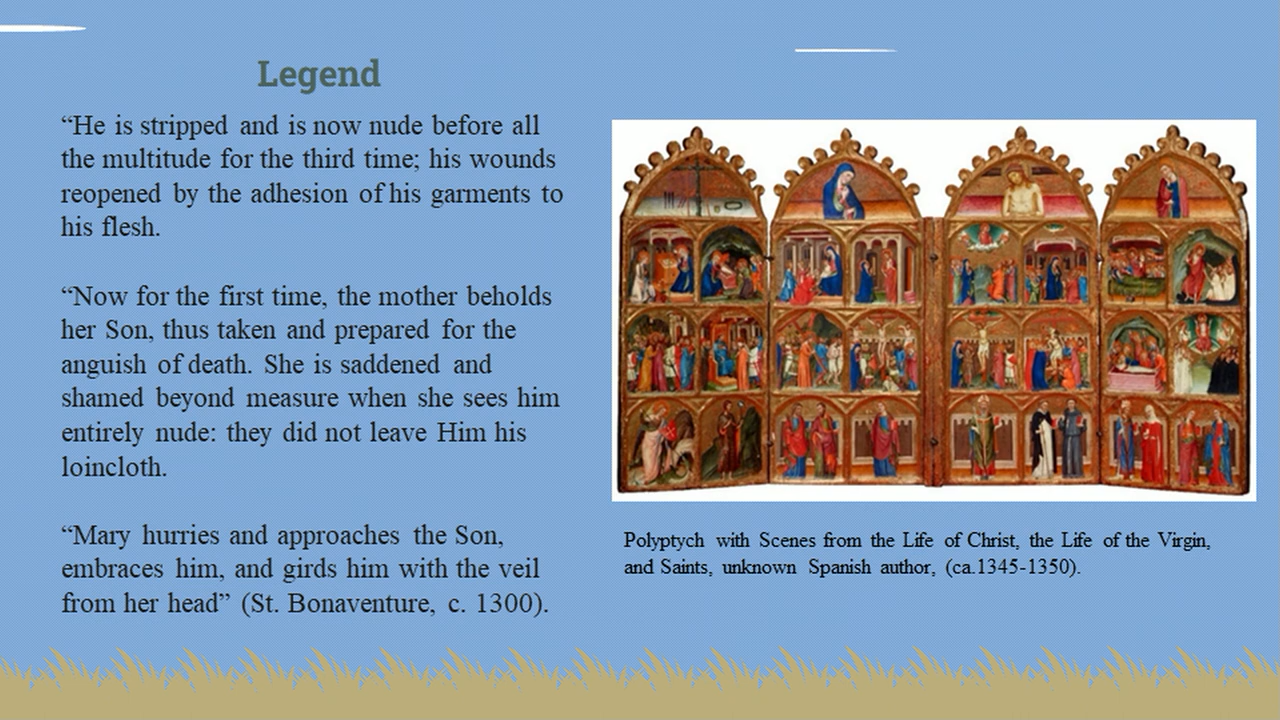 Legend
“He is stripped and is now nude before all
the multitude for the third time; his wounds
reopened by the adhesion of his garments to
his flesh.
“Now for the first time, the mother beholds
her Son, thus taken and prepared for the
anguish of death. She is saddened and
shamed beyond measure when she sees him
entirely nude: they did not leave Him his
loincloth.
“Mary hurries and approaches the Son,
embraces him, and girds him with the veil
from her head” (St. Bonaventure, c. 1300).
Polyptych with Scenes from the Life of Christ, the Life of the Virgin,
and Saints, unknown Spanish author, (ca.1345-1350).